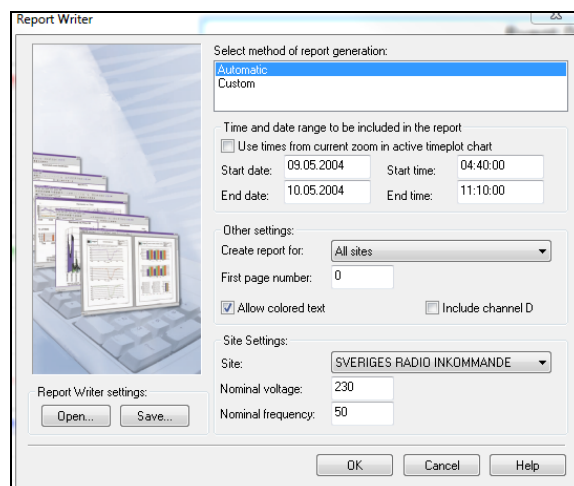 Report Writer
Select method of report generation:
Automatic
Custom
Time and date range to be included in the report
Use times from current zoom in active timeplot chart
Start date: 09.05.2004 Start time: 04:40:00
End date: 10.05.2004 End time: 11:10:00
Other settings:
Create report for: All sites
First page number: 0
Allow colored text Include channel D
Site Settings:
Site: SVERIGES RADIO INKOMMANDE
Nominal voltage: 230
Nominal frequency: 50
Report Writer settings:
Open... Save...
OK Cancel Help